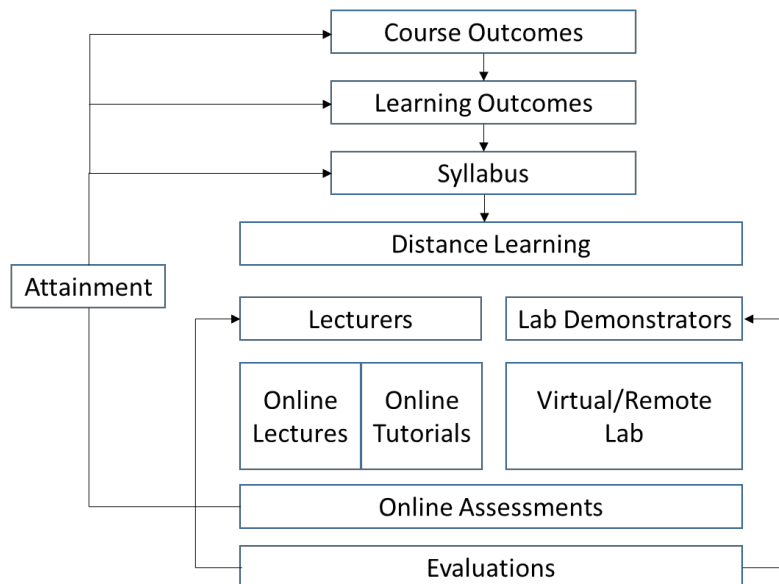 Course Outcomes
Learning Outcomes
Syllabus
Distance Learning
Attainment
Lecturers
Lab Demonstrators
Online
Lectures
Online
Tutorials
Virtual/Remote
Lab
Online Assessments
Evaluations